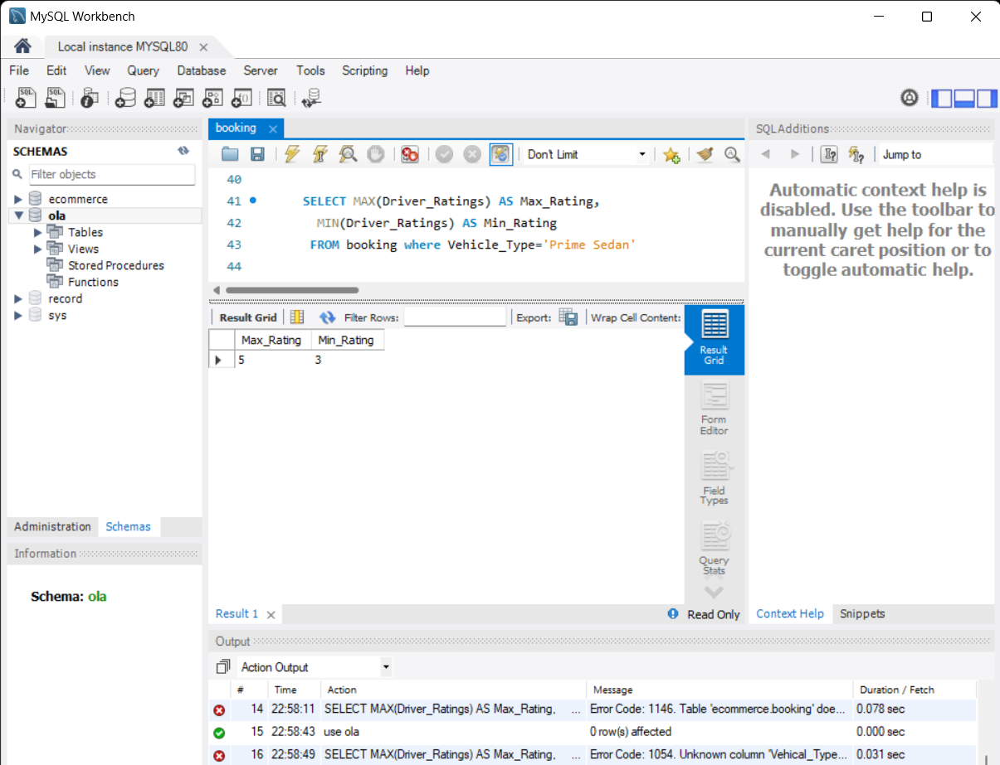 MySQL Workbench
Local instance MYSQL80
File Edit View Query Database Server Tools Scripting Help
Navigator
SCHEMAS
Filter objects
ecommerce
ola
Tables
Views
Stored Procedures
Functions
record
sys
Administration Schemas
Information
Schema: ola
booking
Don't Limit
40
41 SELECT MAX(Driver_Ratings) AS Max_Rating,
42 MIN(Driver_Ratings) AS Min_Rating
43 FROM booking where Vehicle_Type='Prime Sedan'
44
Result Grid Filter Rows: Export: Wrap Cell Content:
Max_Rating Min_Rating
5 3
Result
Grid
Form
Editor
Field
Types
Query
Stats
Result 1 Read Only
SQLAdditions
Jump to
Automatic context help is
disabled. Use the toolbar to
manually get help for the
current caret position or to
toggle automatic help.
Context Help Snippets
Output
Action Output
# Time Action Message Duration / Fetch
14 22:58:11 SELECT MAX(Driver_Ratings) AS Max_Rating, ... Error Code: 1146. Table 'ecommerce.booking' doe... 0.078 sec
15 22:58:43 use ola 0 row(s) affected 0.000 sec
16 22:58:49 SELECT MAX(Driver_Ratings) AS Max_Rating, ... Error Code: 1054. Unknown column 'Vehical_Type... 0.031 sec